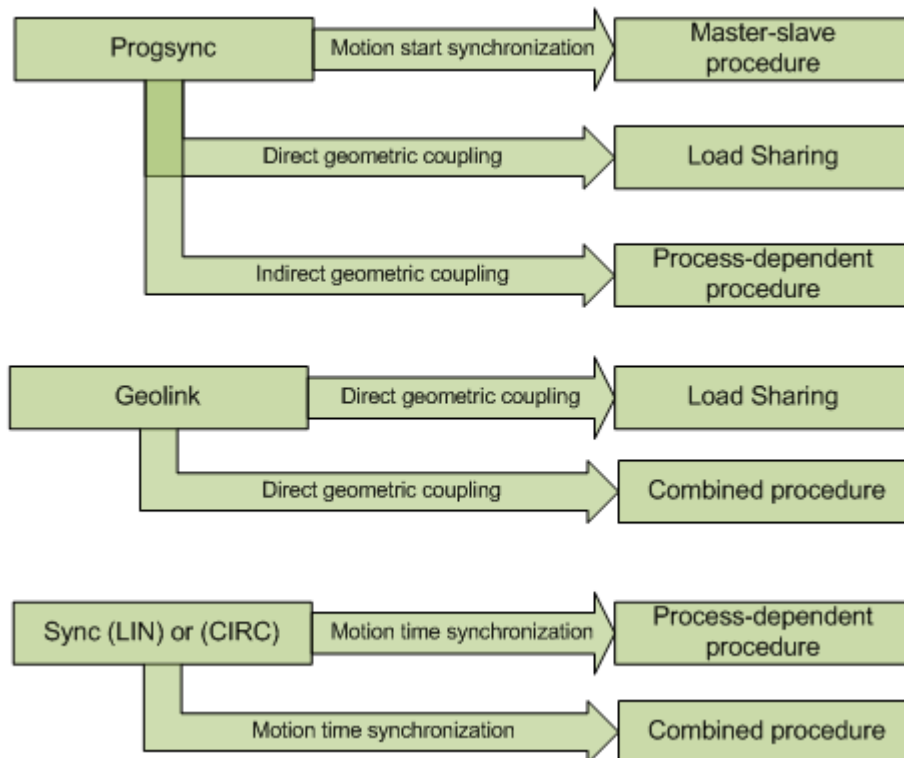 Progsync
Motion start synchronization
Master-slave
procedure
Direct geometric coupling
Load Sharing
Indirect geometric coupling
Process-dependent
procedure
Geolink
Direct geometric coupling
Load Sharing
Direct geometric coupling
Combined procedure
Sync (LIN) or (CIRC)
Motion time synchronization
Process-dependent
procedure
Motion time synchronization
Combined procedure